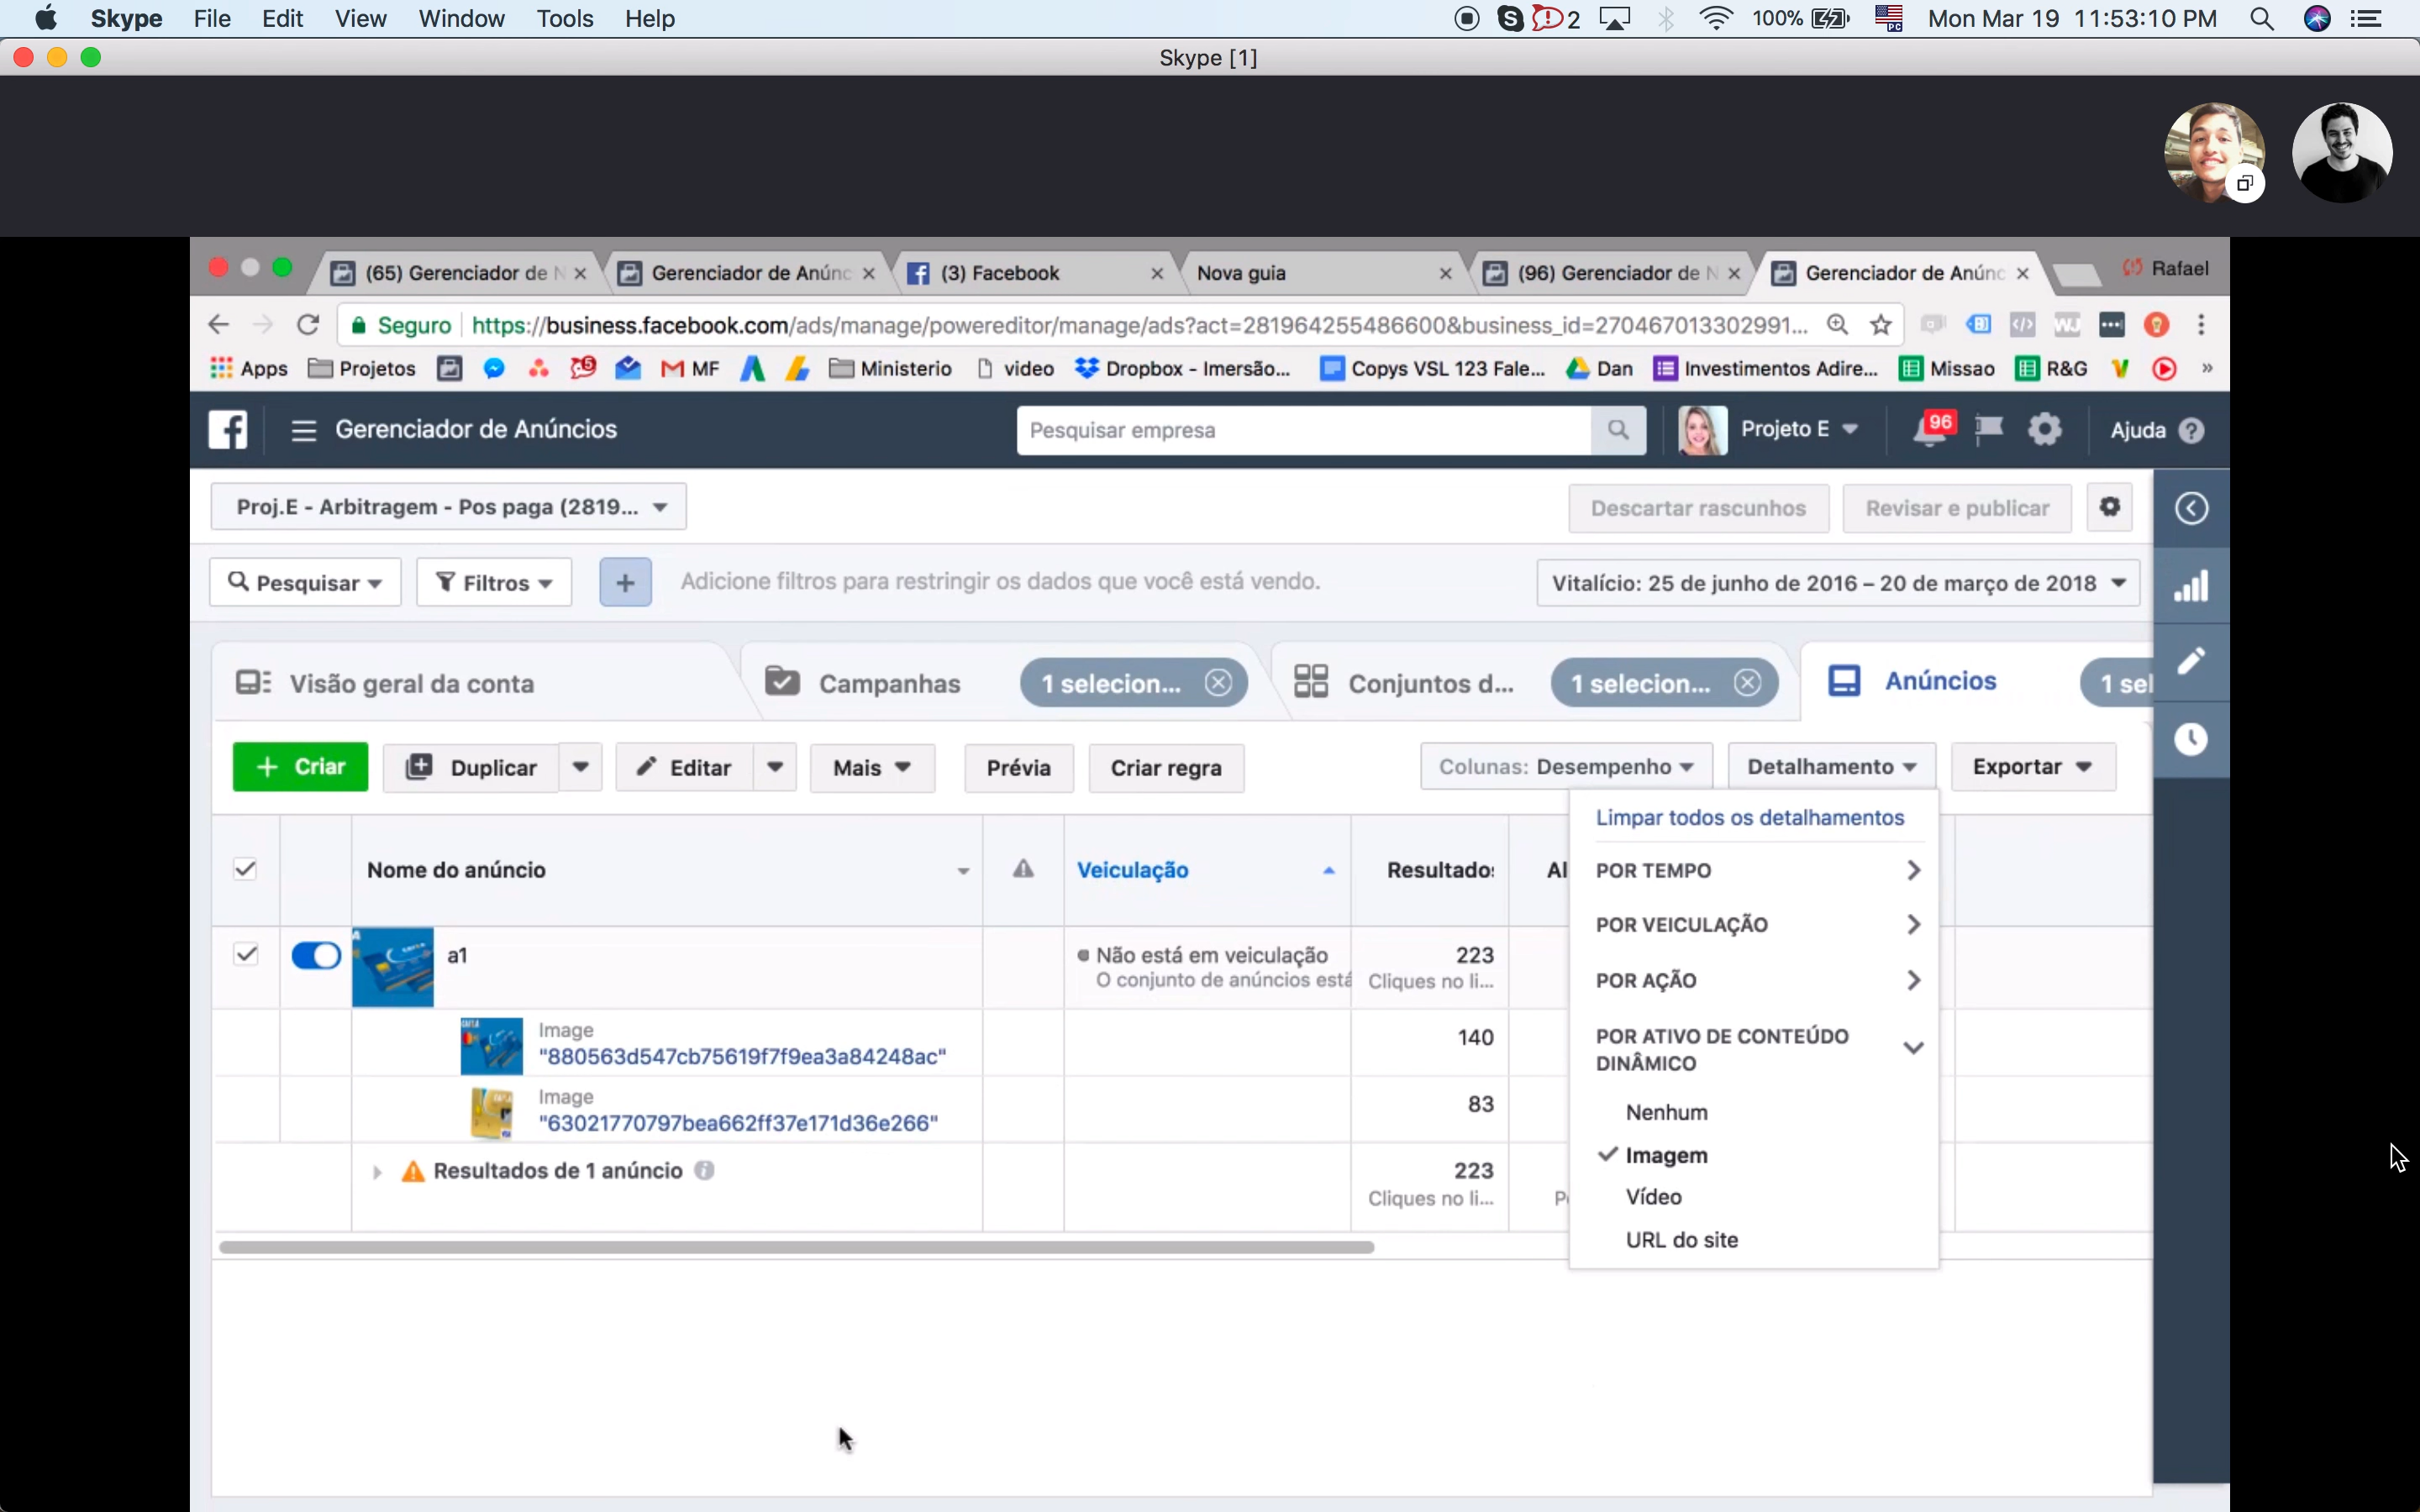 Skype File Edit View Window Tools Help 2 100% Mon Mar 19 11:53:10 PM
Skype [1]
(65) Gerenciador de N Gerenciador de Anúnc (3) Facebook Nova guia (96) Gerenciador de N Gerenciador de Anúnc Rafael
Seguro https://business.facebook.com/ads/manage/powereditor/manage/ads?act=281964255486600&business_id=270467013302991...
Apps Projetos 5 MF Ministerio video Dropbox - Imersão... Copys VSL 123 Fale... Dan Investimentos Adire... Missao R&G »
Gerenciador de Anúncios Pesquisar empresa Projeto E 96 Ajuda ?
Proj.E - Arbitragem - Pos paga (2819... Descartar rascunhos Revisar e publicar
Pesquisar Filtros + Adicione filtros para restringir os dados que você está vendo. Vitalício: 25 de junho de 2016 – 20 de março de 2018
Visão geral da conta Campanhas 1 selecion... Conjuntos d... 1 selecion... Anúncios 1 sel
+ Criar Duplicar Editar Mais Prévia Criar regra Colunas: Desempenho Detalhamento Exportar
Nome do anúncio Veiculação Resultados Al
a1 Não está em veiculação 223
O conjunto de anúncios está Cliques no li...
Image
"880563d547cb75619f7f9ea3a84248ac" 140
Image
"63021770797bea662ff37e171d36e266" 83
Resultados de 1 anúncio 223
Cliques no li... P
Limpar todos os detalhamentos
POR TEMPO
POR VEICULAÇÃO
POR AÇÃO
POR ATIVO DE CONTEÚDO
DINÂMICO
Nenhum
Imagem
Vídeo
URL do site